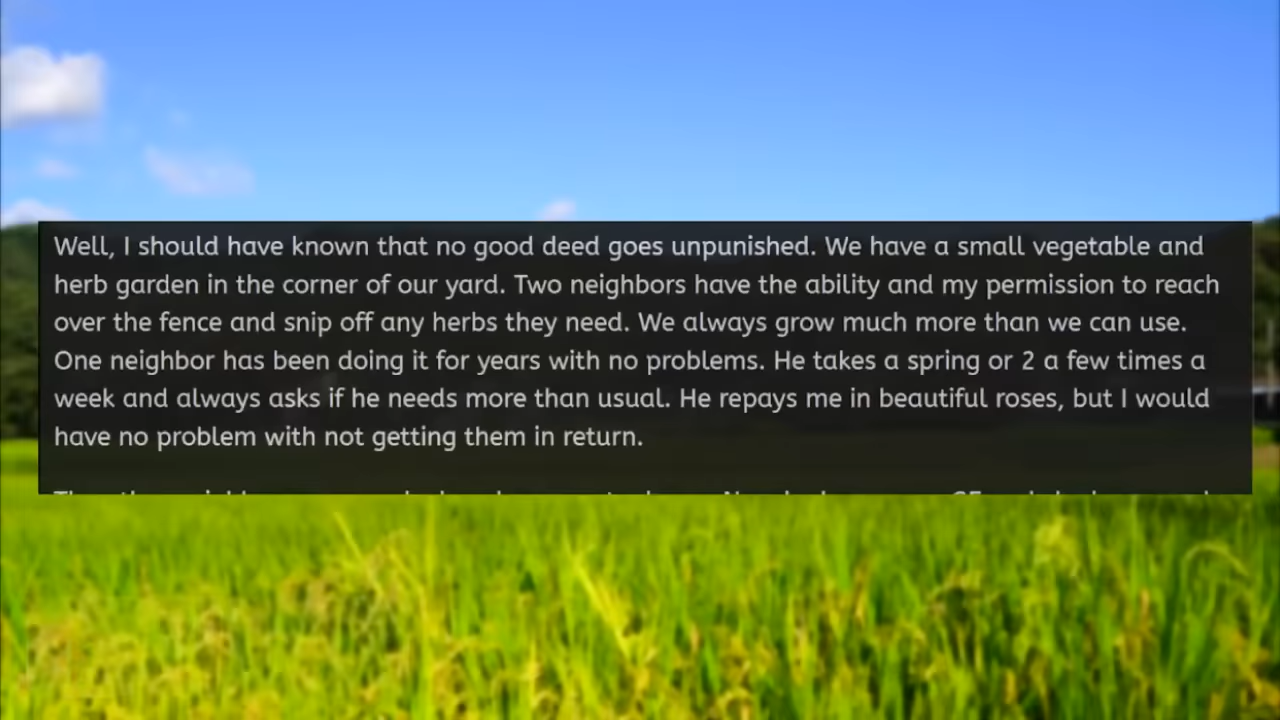 Well, I should have known that no good deed goes unpunished. We have a small vegetable and
herb garden in the corner of our yard. Two neighbors have the ability and my permission to reach
over the fence and snip off any herbs they need. We always grow much more than we can use.
One neighbor has been doing it for years with no problems. He takes a spring or 2 a few times a
week and always asks if he needs more than usual. He repays me in beautiful roses, but I would
have no problem with not getting them in return.